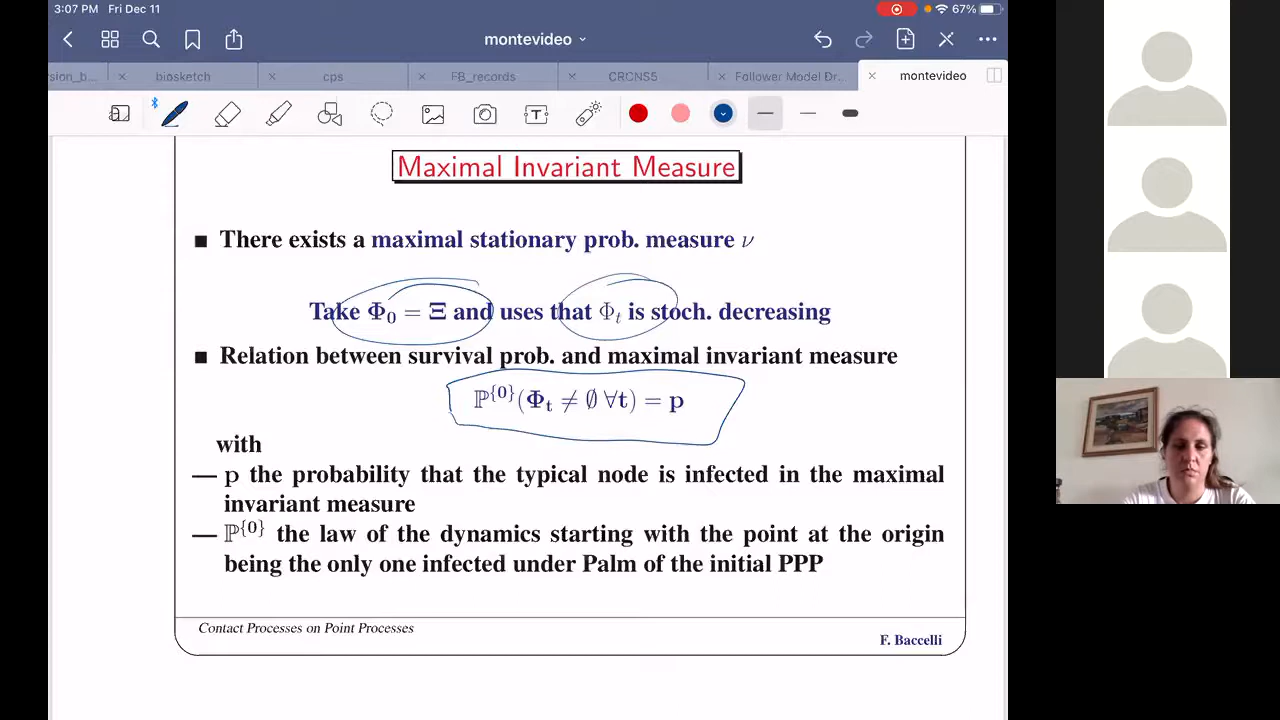 3:07 PM Fri Dec 11
67%
montevideo
sion_b...
biosketch
cps
FB_records
CRCNS5
Follower Model Dr...
montevideo
T
Maximal Invariant Measure
■ There exists a maximal stationary prob. measure ν
Take Φ₀ = Ξ and uses that Φₜ is stoch. decreasing
■ Relation between survival prob. and maximal invariant measure
ℙ^{0}(Φₜ ≠ ∅ ∀t) = p
with
— p the probability that the typical node is infected in the maximal
invariant measure
— ℙ^{0} the law of the dynamics starting with the point at the origin
being the only one infected under Palm of the initial PPP
Contact Processes on Point Processes
F. Baccelli